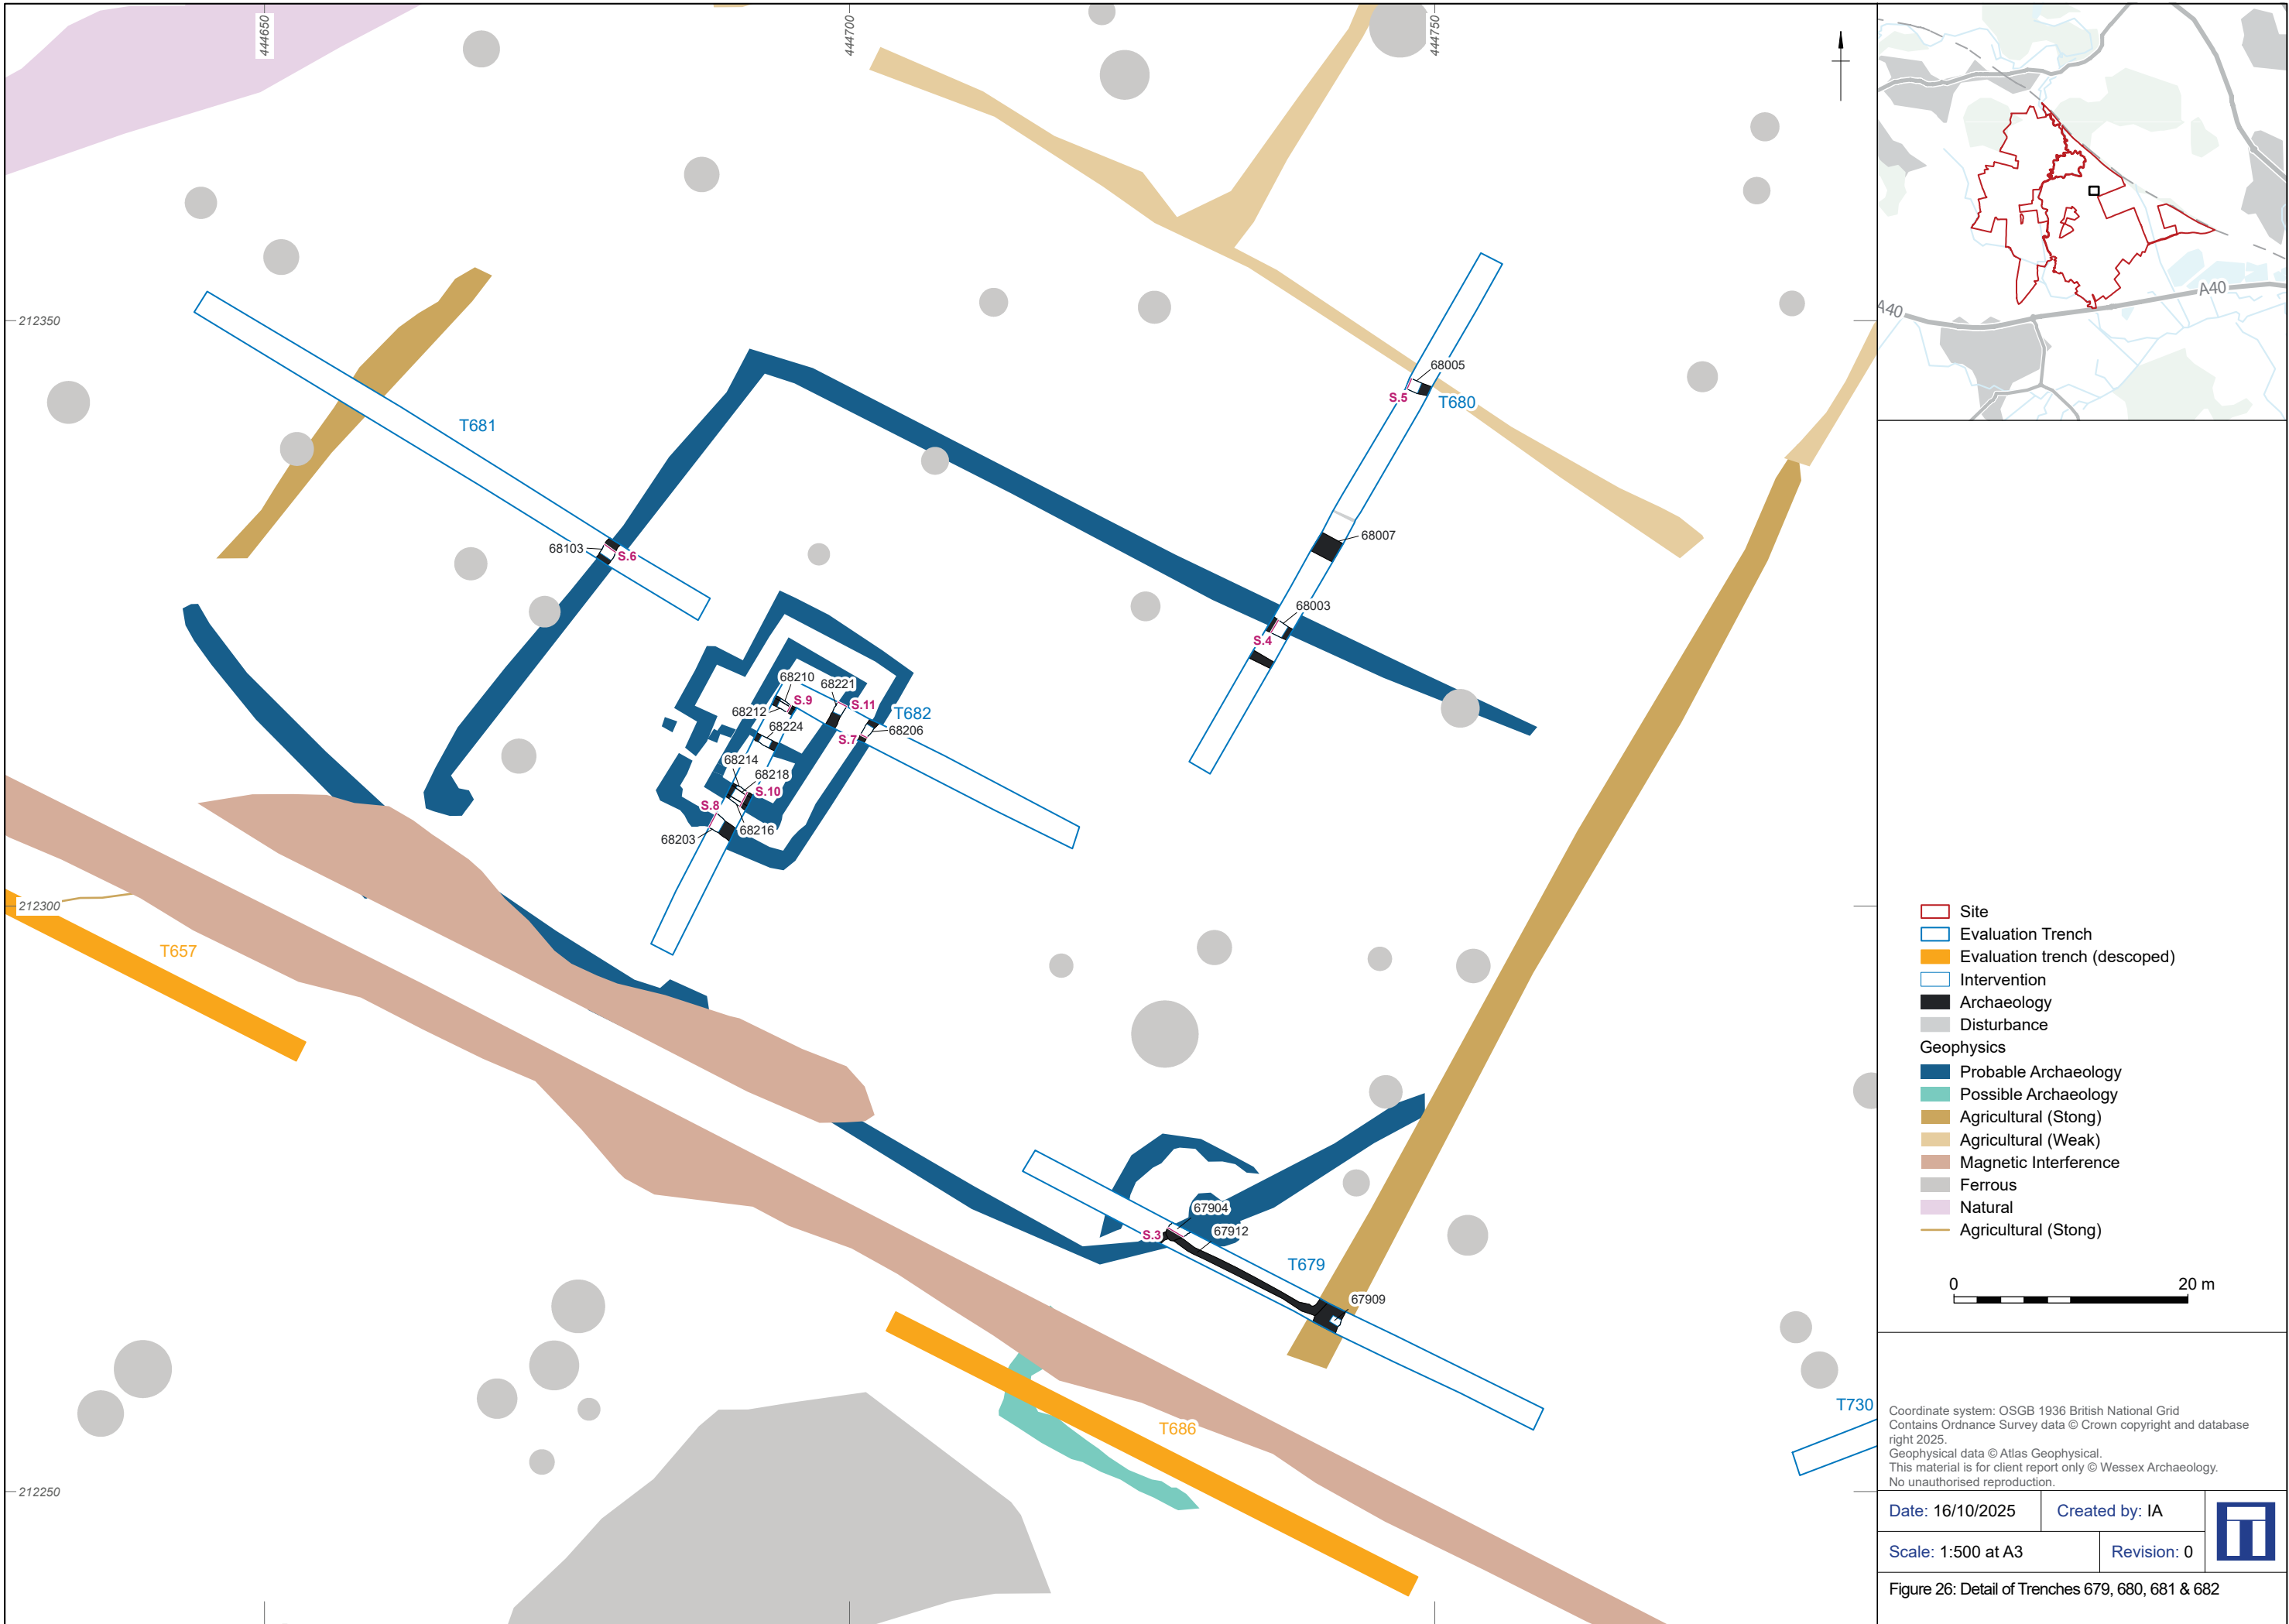 444650
444700
444750
212350
212300
212250
T681
68103
S.6
68005
S.5
T680
68007
68003
S.4
68210
68221
S.9
S.11
68212
T682
68224
S.7
68206
68214
68218
S.10
S.8
68216
68203
T657
67904
S.3
67912
T679
67909
T686
T730
A40
A40
Site
Evaluation Trench
Evaluation trench (descoped)
Intervention
Archaeology
Disturbance
Geophysics
Probable Archaeology
Possible Archaeology
Agricultural (Stong)
Agricultural (Weak)
Magnetic Interference
Ferrous
Natural
Agricultural (Stong)
0 20 m
Coordinate system: OSGB 1936 British National Grid
Contains Ordnance Survey data © Crown copyright and database
right 2025.
Geophysical data © Atlas Geophysical.
This material is for client report only © Wessex Archaeology.
No unauthorised reproduction.
Date: 16/10/2025 Created by: IA
Scale: 1:500 at A3 Revision: 0
Figure 26: Detail of Trenches 679, 680, 681 & 682